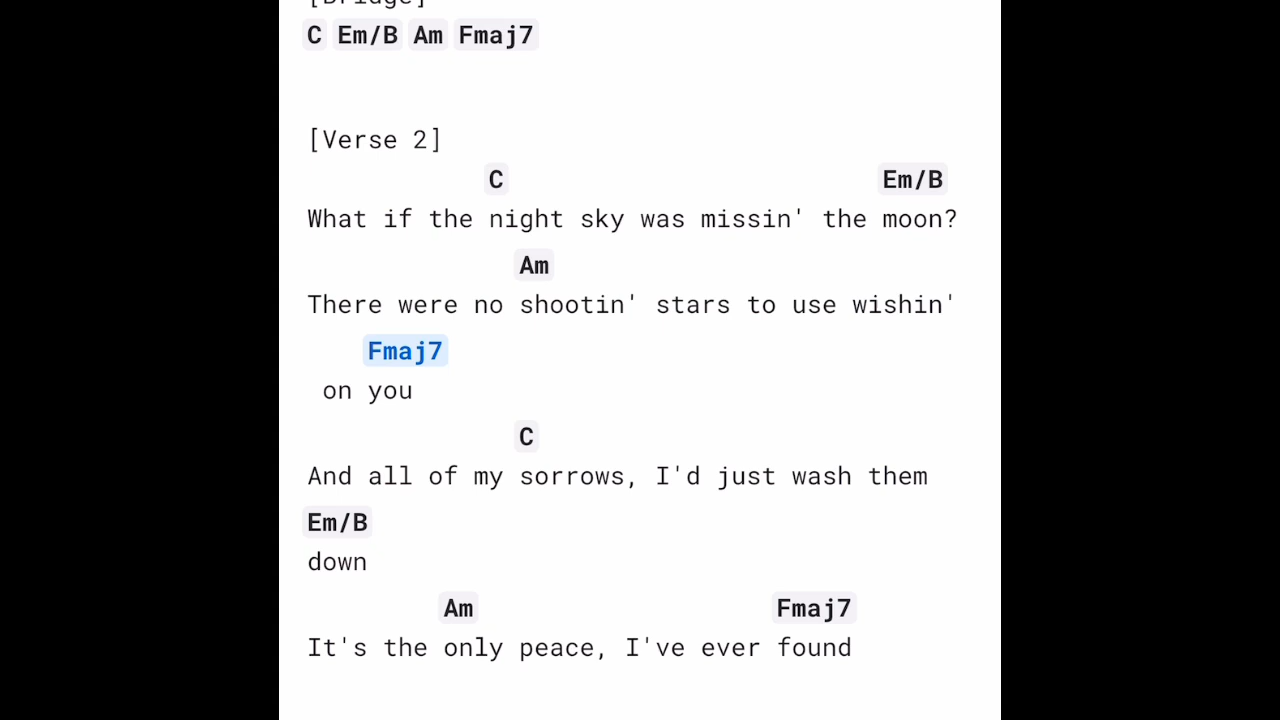 [Bridge]
C Em/B Am Fmaj7
[Verse 2]
C Em/B
What if the night sky was missin' the moon?
Am
There were no shootin' stars to use wishin'
Fmaj7
on you
C
And all of my sorrows, I'd just wash them
Em/B
down
Am Fmaj7
It's the only peace, I've ever found